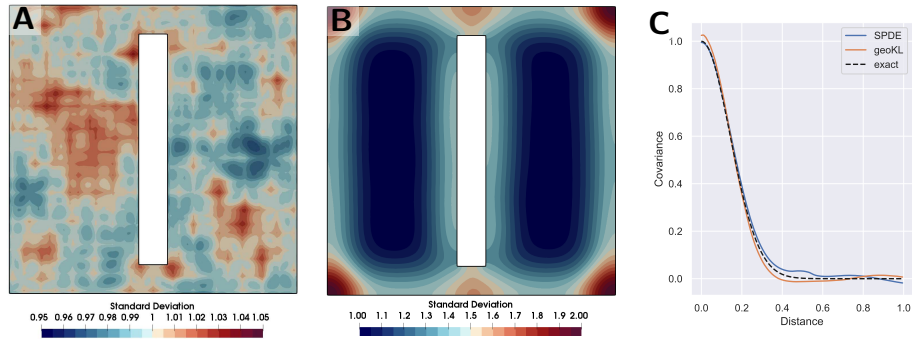 A
B
C
Standard Deviation
0.95 0.96 0.97 0.98 0.99 1 1.01 1.02 1.03 1.04 1.05
Standard Deviation
1.00 1.1 1.2 1.3 1.4 1.5 1.6 1.7 1.8 1.9 2.00
SPDE
geoKL
exact
Covariance
1.0
0.8
0.6
0.4
0.2
0.0
0.0 0.2 0.4 0.6 0.8 1.0
Distance